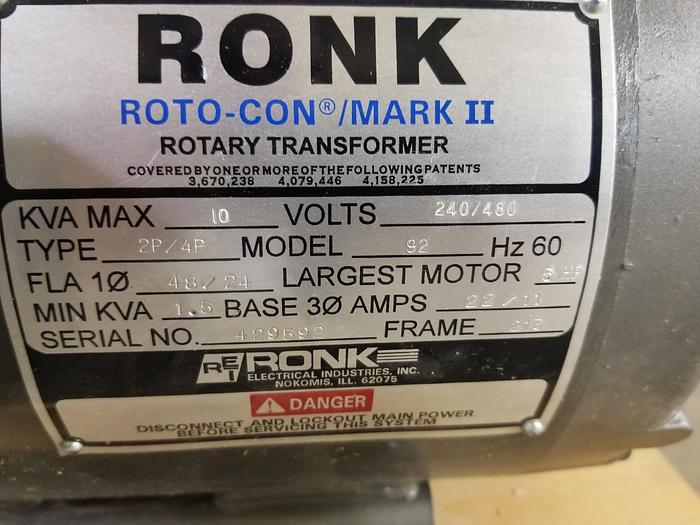 RONK
ROTO-CON®/MARK II
ROTARY TRANSFORMER
COVERED BY ONE OR MORE OF THE FOLLOWING PATENTS
3,670,238 4,079,446 4,158,225
KVA MAX 10 VOLTS 240/480
TYPE 2P/4P MODEL 92 Hz 60
FLA 1Ø 48/24 LARGEST MOTOR 5 HP
MIN KVA 1.5 BASE 3Ø AMPS 22/11
SERIAL NO. FRAME
REI RONK
ELECTRICAL INDUSTRIES, INC.
NOKOMIS, ILL. 62075
DANGER
DISCONNECT AND LOCKOUT MAIN POWER
BEFORE SERVICING THIS SYSTEM